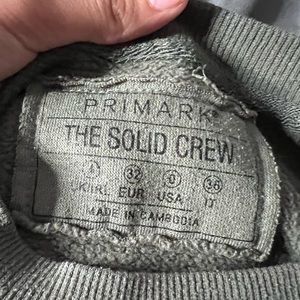 PRIMARK®
THE SOLID CREW
4 32 0 36
UK/IRL EUR USA IT
MADE IN CAMBODIA